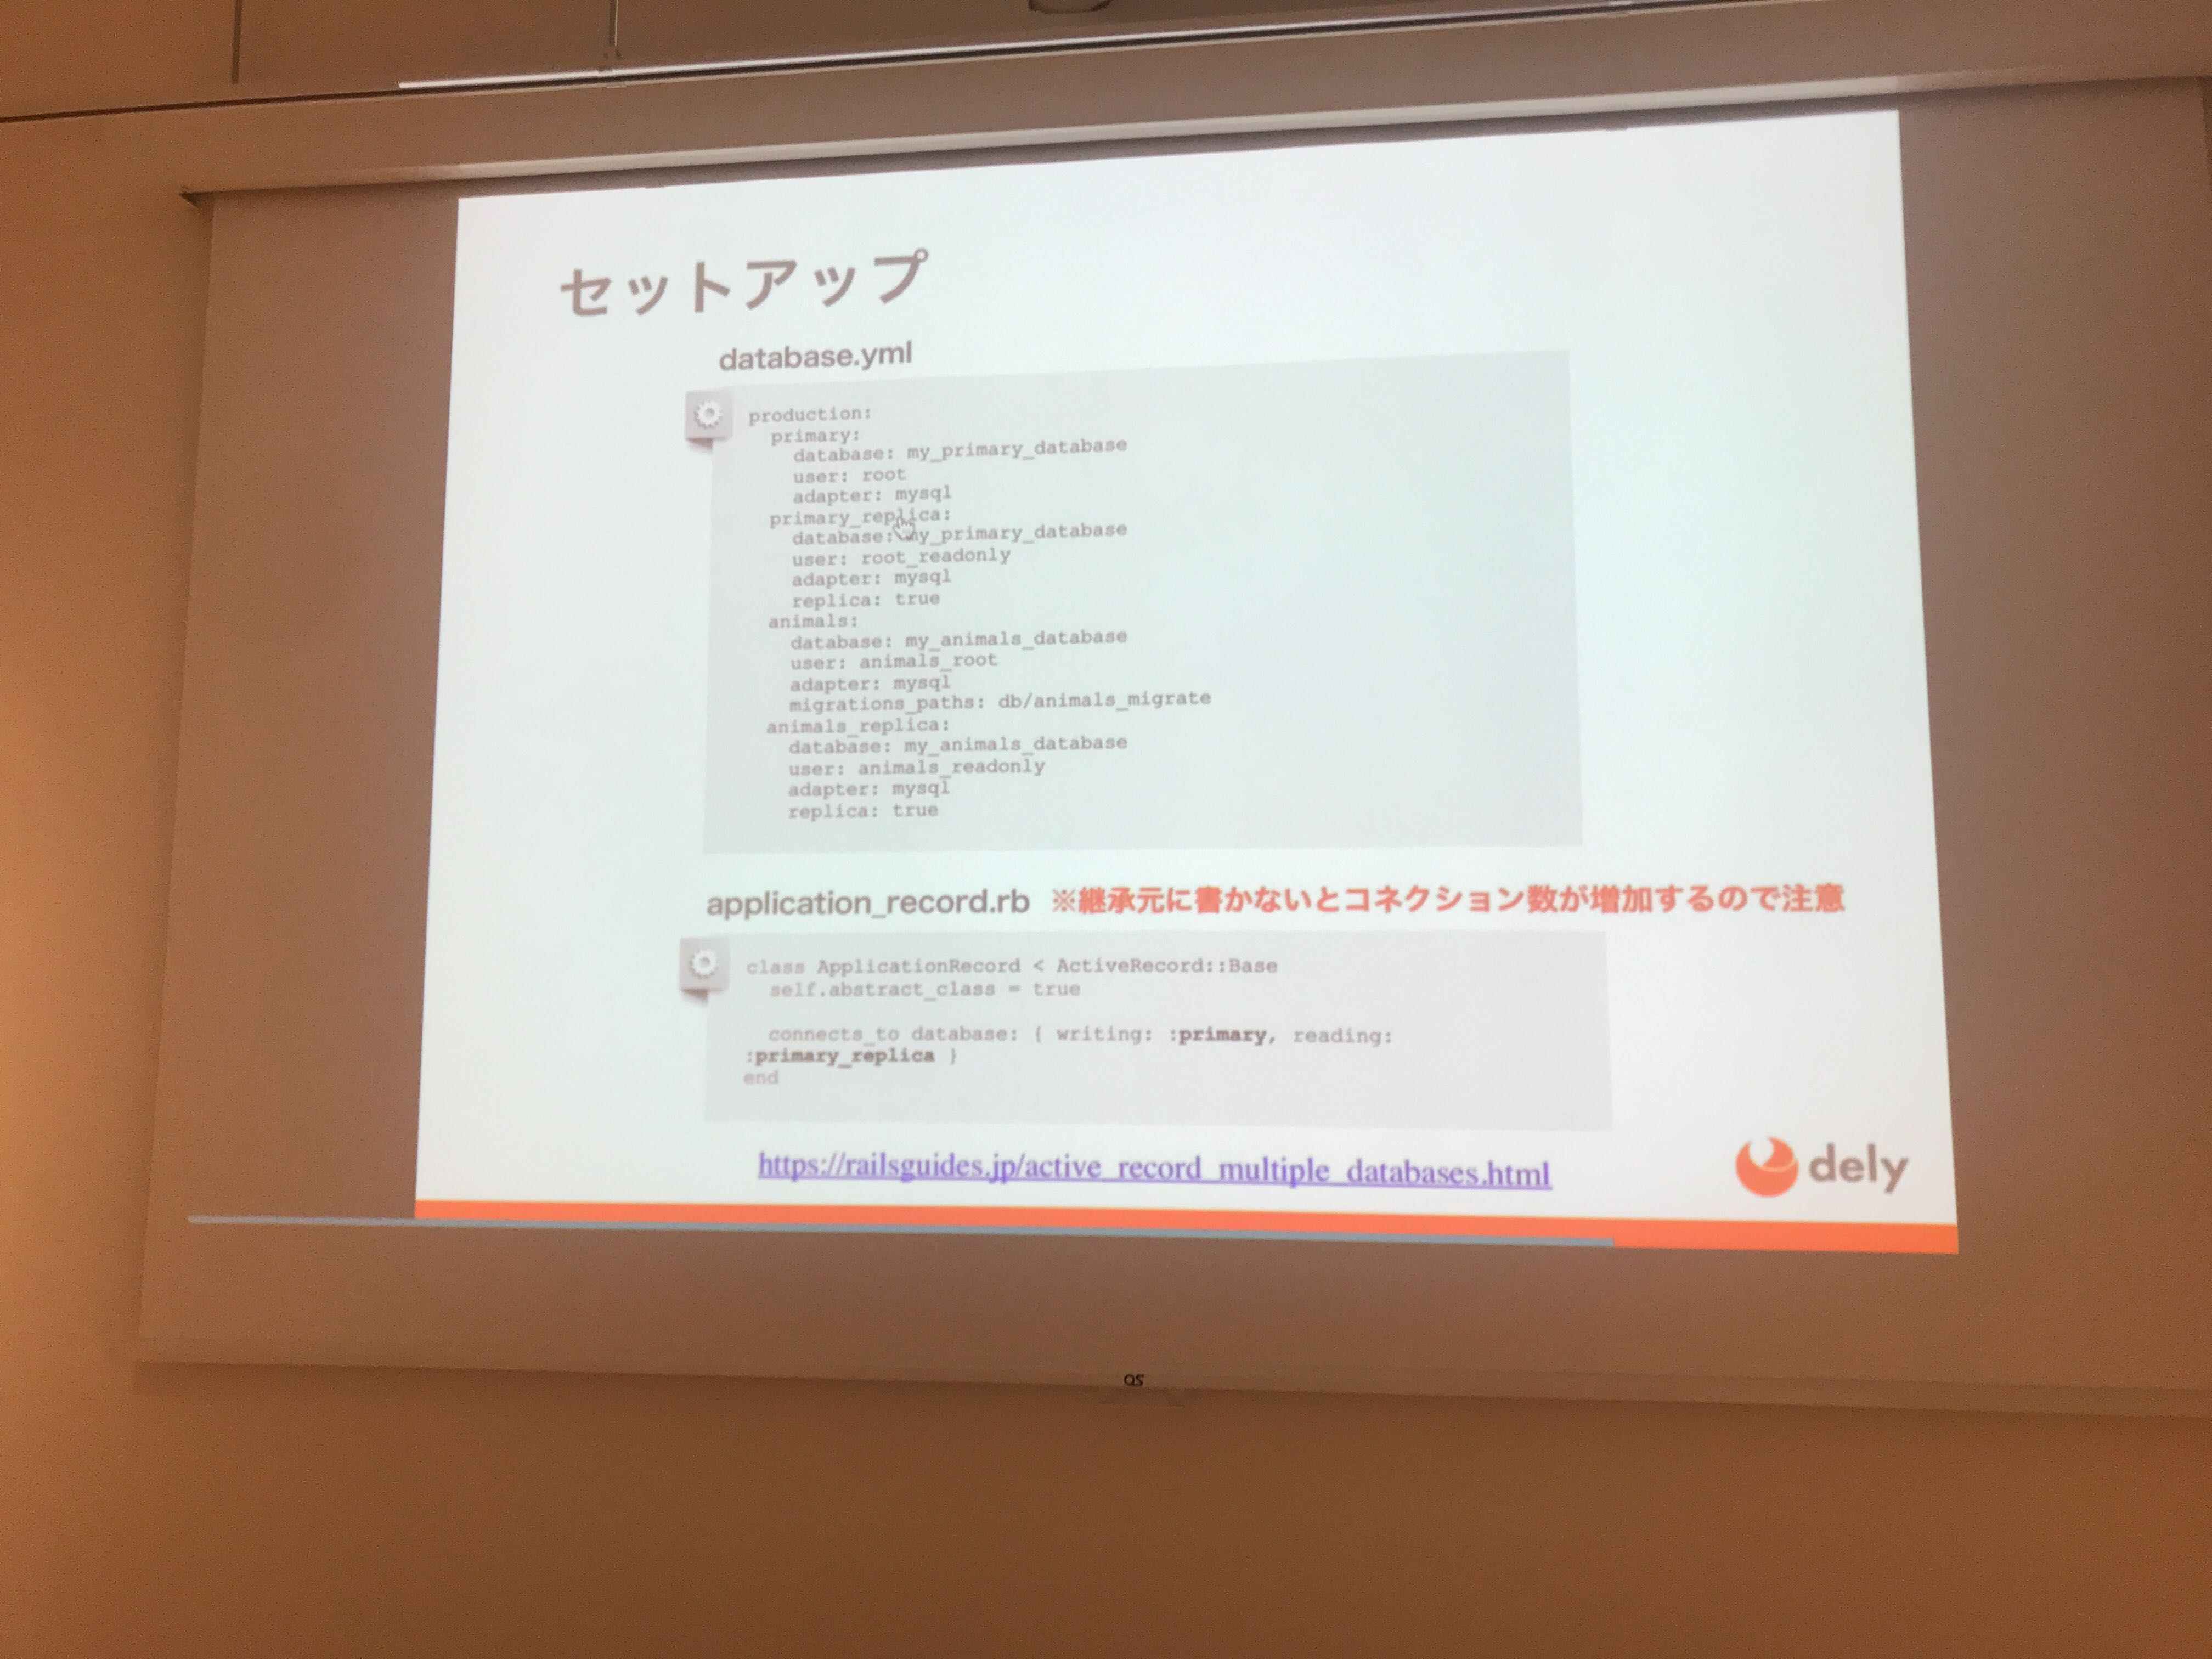 セットアップ
database.yml
production:
  primary:
    database: my_primary_database
    user: root
    adapter: mysql
  primary_replica:
    database: my_primary_database
    user: root_readonly
    adapter: mysql
    replica: true
  animals:
    database: my_animals_database
    user: animals_root
    adapter: mysql
    migrations_paths: db/animals_migrate
  animals_replica:
    database: my_animals_database
    user: animals_readonly
    adapter: mysql
    replica: true
application_record.rb ※継承元に書かないとコネクション数が増加するので注意
class ApplicationRecord < ActiveRecord::Base
  self.abstract_class = true
  connects_to database: { writing: :primary, reading:
:primary_replica }
end
https://railsguides.jp/active_record_multiple_databases.html
dely
OS